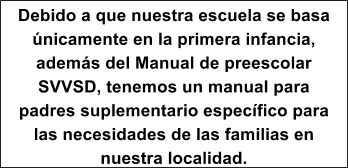 Debido a que nuestra escuela se basa
únicamente en la primera infancia,
además del Manual de preescolar
SVVSD, tenemos un manual para
padres suplementario específico para
las necesidades de las familias en
nuestra localidad.